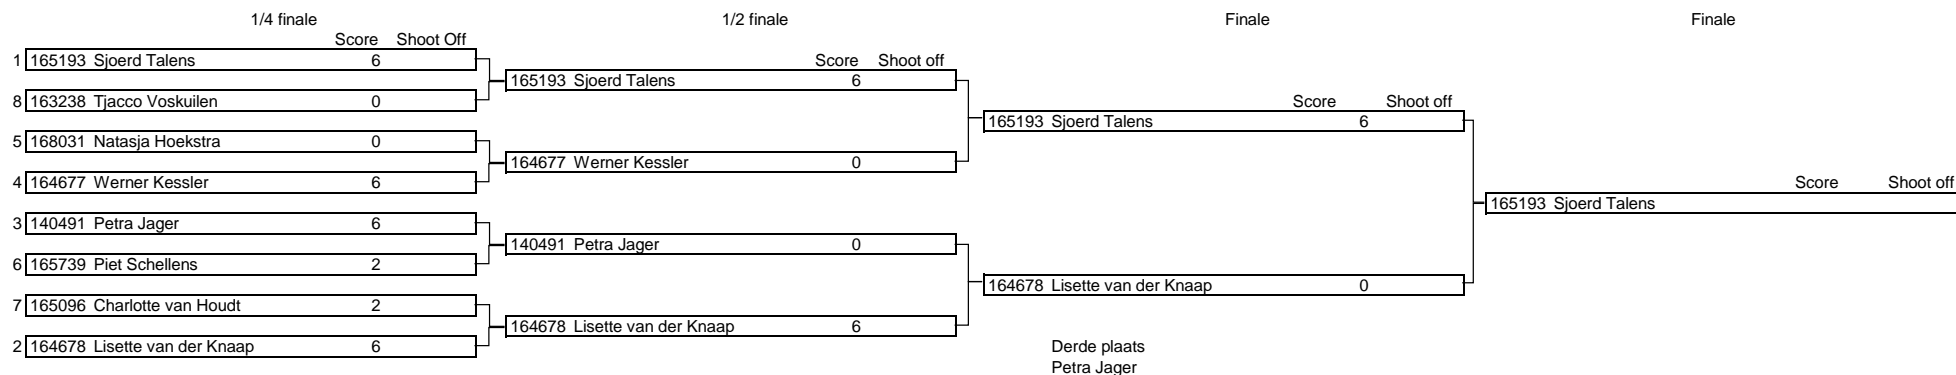 1/4 finale 1/2 finale Finale Finale
Score Shoot Off
1 165193 Sjoerd Talens 6
Score Shoot off
165193 Sjoerd Talens 6
8 163238 Tjacco Voskuilen 0
Score Shoot off
165193 Sjoerd Talens 6
5 168031 Natasja Hoekstra 0
164677 Werner Kessler 0
4 164677 Werner Kessler 6
Score Shoot off
165193 Sjoerd Talens
3 140491 Petra Jager 6
140491 Petra Jager 0
6 165739 Piet Schellens 2
164678 Lisette van der Knaap 0
7 165096 Charlotte van Houdt 2
164678 Lisette van der Knaap 6
2 164678 Lisette van der Knaap 6
Derde plaats
Petra Jager